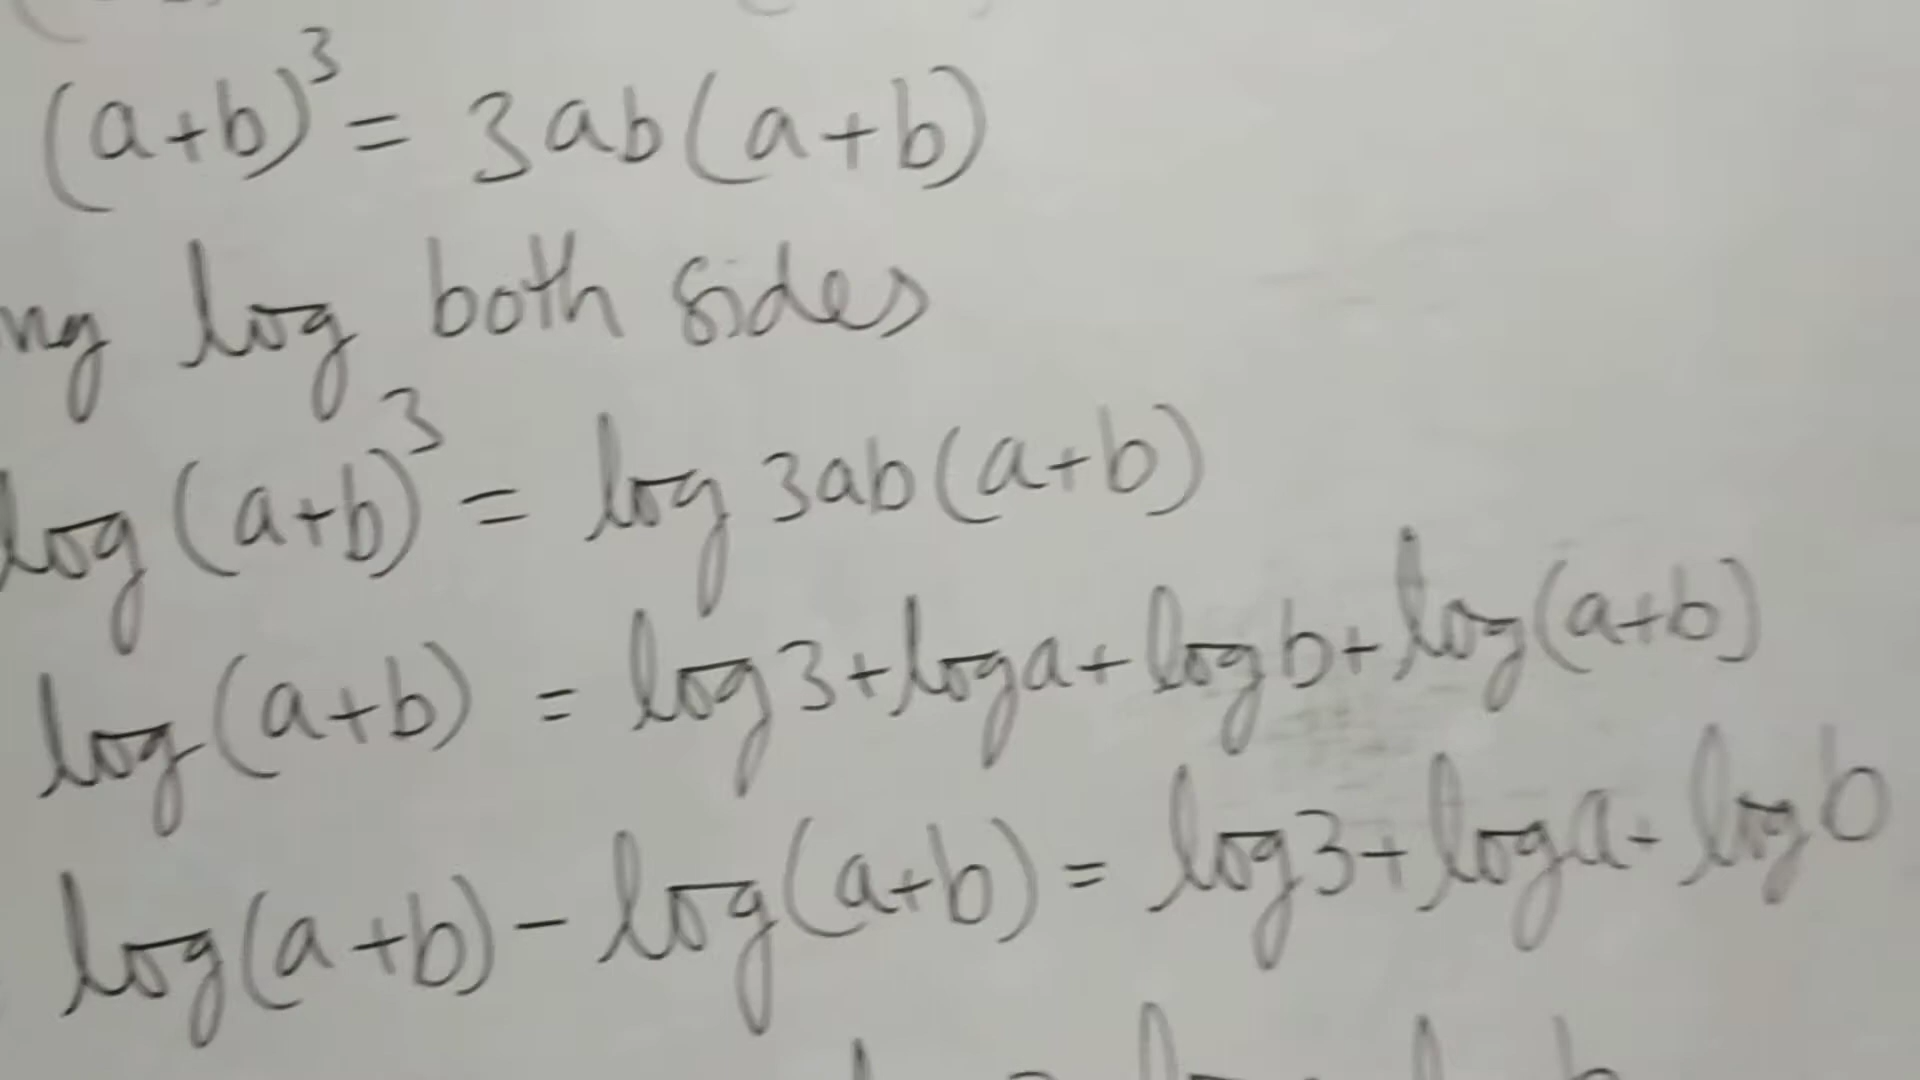 (a+b)³ = 3ab(a+b)
ng log both sides
log(a+b)³ = log 3ab(a+b)
log(a+b) = log3+loga+logb+log(a+b)
log(a+b)-log(a+b) = log3+loga-logb